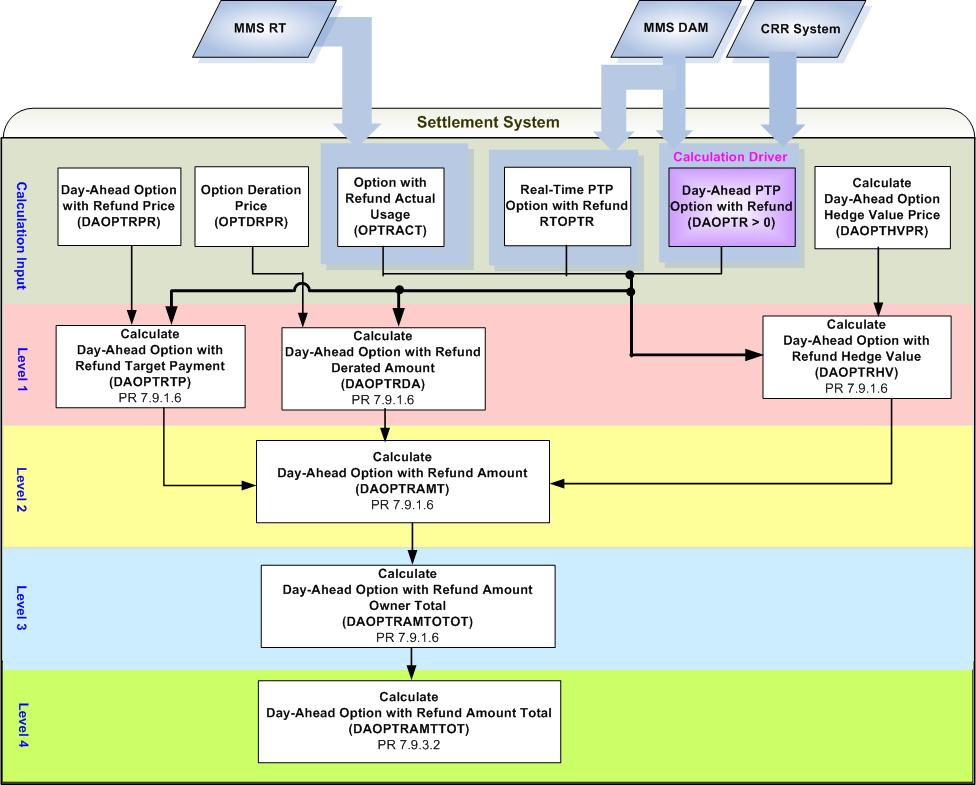 MMS RT
MMS DAM
CRR System
Settlement System
Calculation Input
Day-Ahead Option
with Refund Price
(DAOPTRPR)
Option Deration
Price
(OPTDRPR)
Option with
Refund Actual
Usage
(OPTRACT)
Real-Time PTP
Option with Refund
RTOPTR
Calculation Driver
Day-Ahead PTP
Option with Refund
(DAOPTR > 0)
Calculate
Day-Ahead Option
Hedge Value Price
(DAOPTHVPR)
Level 1
Calculate
Day-Ahead Option with
Refund Target Payment
(DAOPTRTP)
PR 7.9.1.6
Calculate
Day-Ahead Option with Refund
Derated Amount
(DAOPTRDA)
PR 7.9.1.6
Calculate
Day-Ahead Option with
Refund Hedge Value
(DAOPTRHV)
PR 7.9.1.6
Level 2
Calculate
Day-Ahead Option with Refund Amount
(DAOPTRAMT)
PR 7.9.1.6
Level 3
Calculate
Day-Ahead Option with Refund Amount
Owner Total
(DAOPTRAMTOTOT)
PR 7.9.1.6
Level 4
Calculate
Day-Ahead Option with Refund Amount Total
(DAOPTRAMTTOT)
PR 7.9.3.2